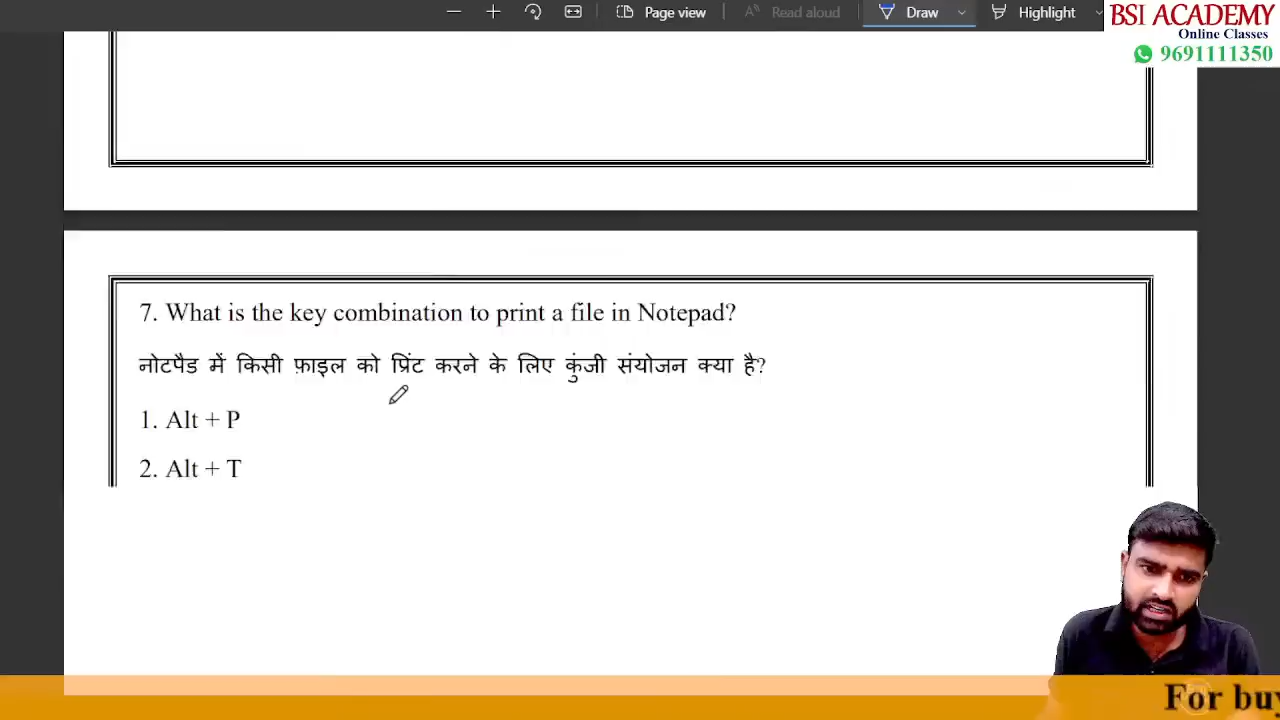 Page view
Read aloud
Draw
Highlight
BSI ACADEMY
Online Classes
9691111350
7. What is the key combination to print a file in Notepad?
नोटपैड में किसी फ़ाइल को प्रिंट करने के लिए कुंजी संयोजन क्या है?
1. Alt + P
2. Alt + T
For buy